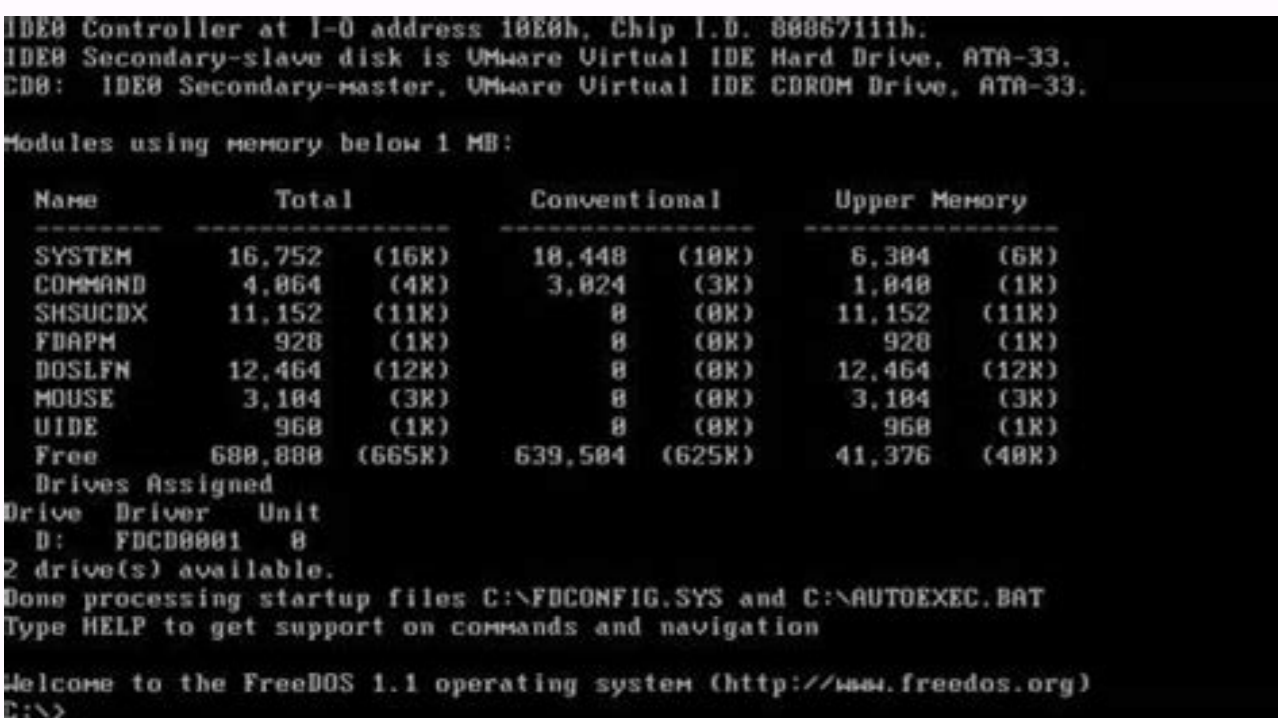 IDE0 Controller at I-O address 10E0h, Chip I.D. 80867111h.
IDE0 Secondary-slave disk is VMware Virtual IDE Hard Drive, ATA-33.
CD0:  IDE0 Secondary-master, VMware Virtual IDE CDROM Drive, ATA-33.
Modules using memory below 1 MB:
Name Total Conventional Upper Memory
-------- ---------------- ---------------- ----------------
SYSTEM 16,752 (16K) 10,448 (10K) 6,304 (6K)
COMMAND 4,064 (4K) 3,024 (3K) 1,040 (1K)
SHSUCDX 11,152 (11K) 0 (0K) 11,152 (11K)
FDAPM 928 (1K) 0 (0K) 928 (1K)
DOSLFN 12,464 (12K) 0 (0K) 12,464 (12K)
MOUSE 3,104 (3K) 0 (0K) 3,104 (3K)
UIDE 960 (1K) 0 (0K) 960 (1K)
Free 680,880 (665K) 639,504 (625K) 41,376 (40K)
Drives Assigned
Drive Driver Unit
D: FDCD0001 0
2 drive(s) available.
Done processing startup files C:\FDCONFIG.SYS and C:\AUTOEXEC.BAT
Type HELP to get support on commands and navigation
Welcome to the FreeDOS 1.1 operating system (http://www.freedos.org)
C:\>